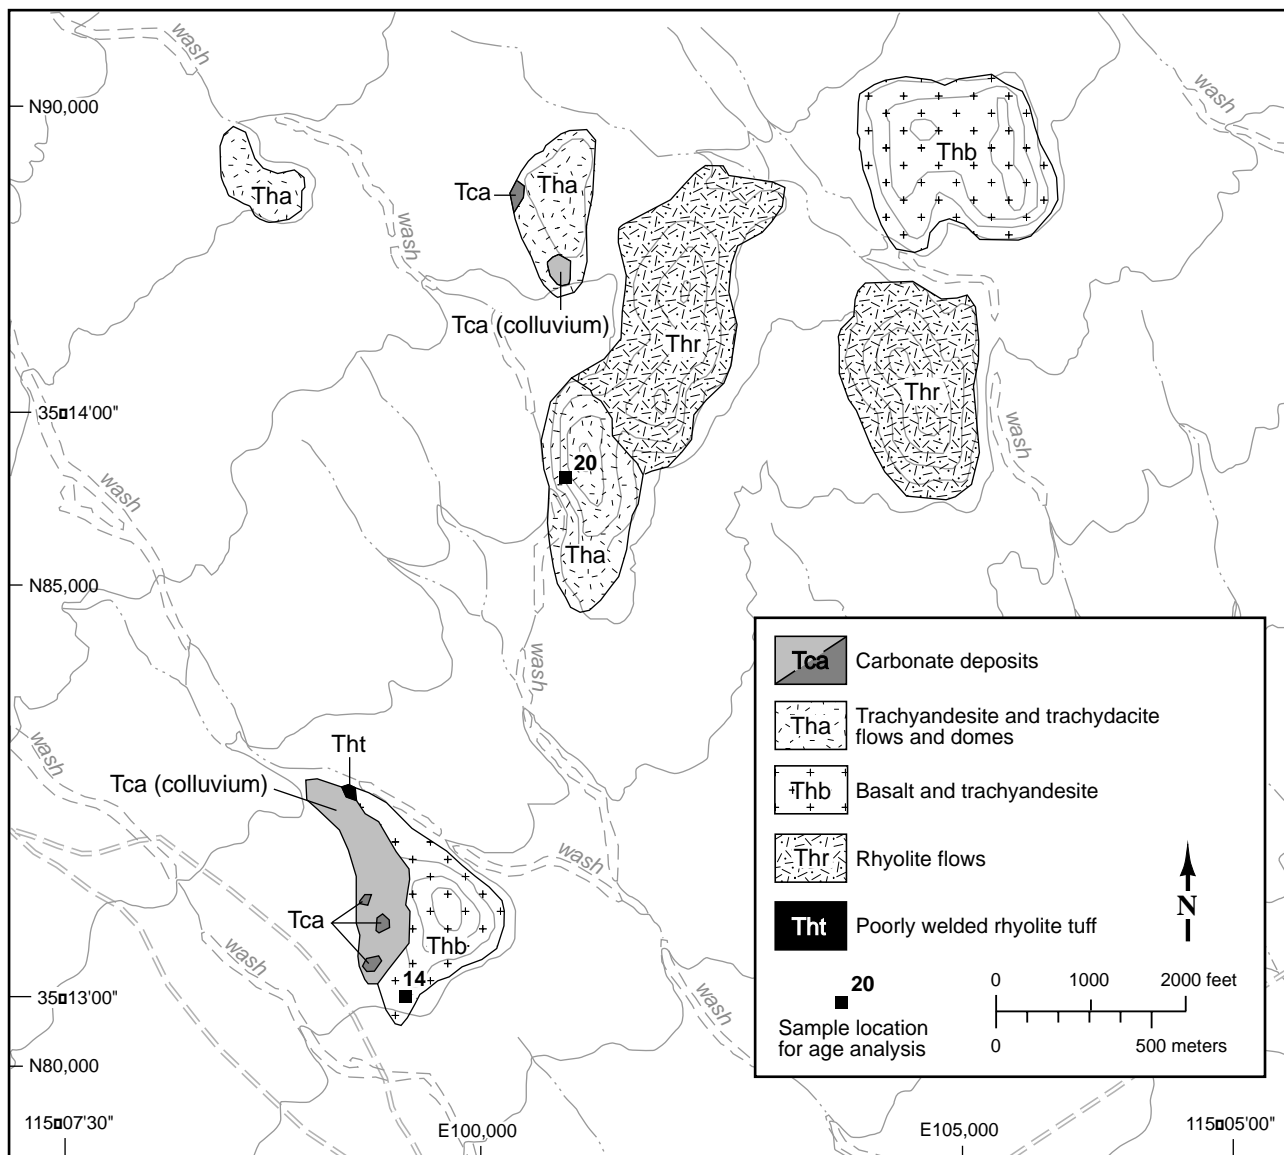 wash
wash
N90,000
Thb
Tha
Tca
Tha
wash
wash
Tca (colluvium)
Thr
Thr
35◘14'00"
wash
20
wash
Tha
N85,000
wash
wash
Tht
Tca (colluvium)
wash
Tca
Thb
wash
14
wash
35◘13'00"
N80,000
115◘07'30"
E100,000
E105,000
115◘05'00"
Tca Carbonate deposits
Tha Trachyandesite and trachydacite
flows and domes
Thb Basalt and trachyandesite
Thr Rhyolite flows
Tht Poorly welded rhyolite tuff
N
20
Sample location
for age analysis
0 1000 2000 feet
0 500 meters